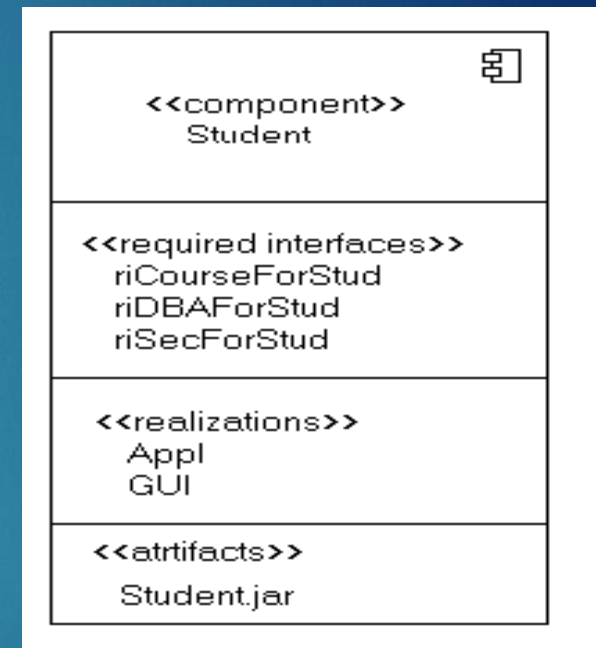 <<component>>
Student
<<required interfaces>>
riCourseForStud
riDBAForStud
riSecForStud
<<realizations>>
Appl
GUI
<<atrtifacts>>
Student.jar